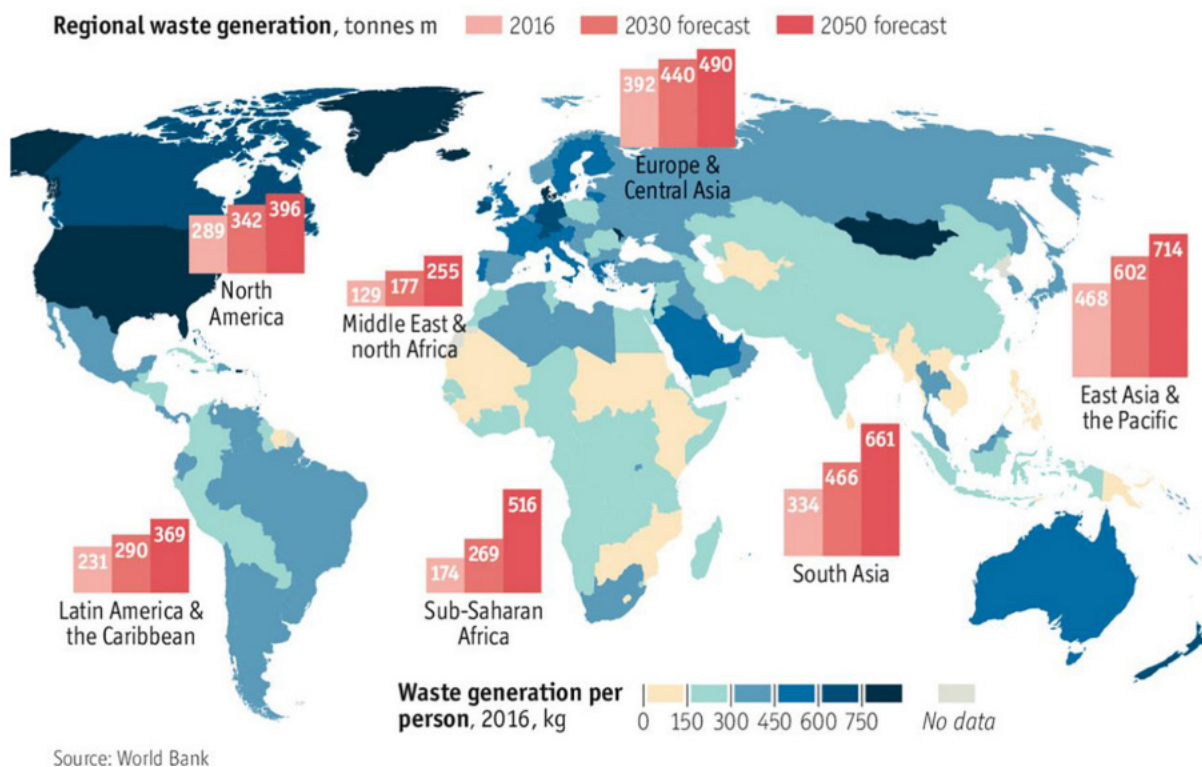 Regional waste generation, tonnes m 2016 2030 forecast 2050 forecast
392 440 490
Europe &
Central Asia
289 342 396
North
America
129 177 255
Middle East &
north Africa
468 602 714
East Asia &
the Pacific
334 466 661
South Asia
231 290 369
Latin America &
the Caribbean
174 269 516
Sub-Saharan
Africa
Waste generation per
person, 2016, kg
0 150 300 450 600 750
No data
Source: World Bank